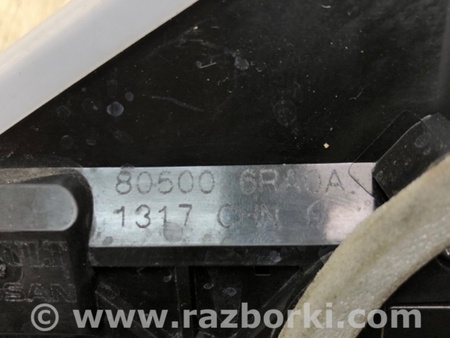 80500 6RA0A
1317 CHN
www.razborki.com